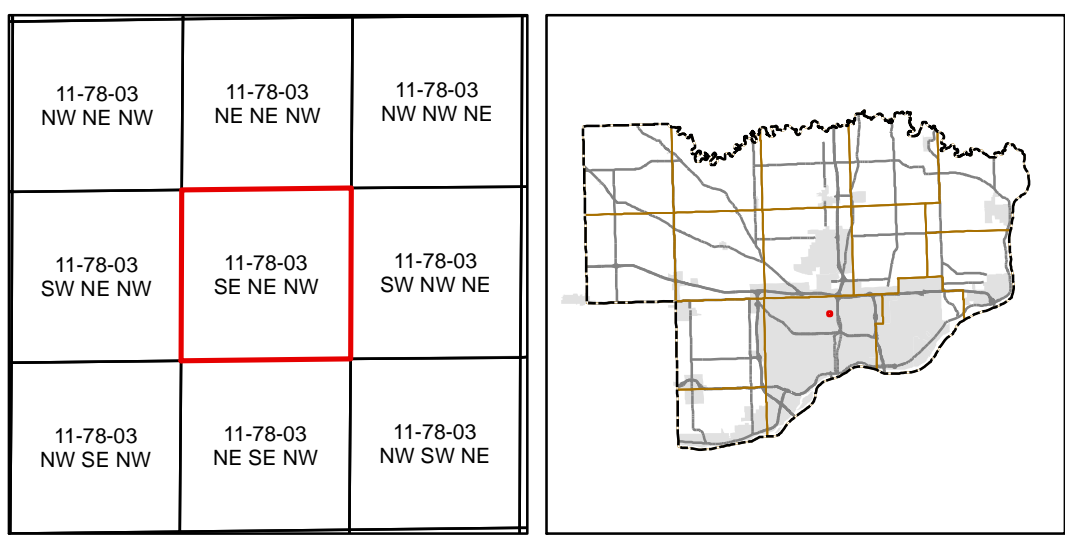 11-78-03
NW NE NW
11-78-03
NE NE NW
11-78-03
NW NW NE
11-78-03
SW NE NW
11-78-03
SE NE NW
11-78-03
SW NW NE
11-78-03
NW SE NW
11-78-03
NE SE NW
11-78-03
NW SW NE